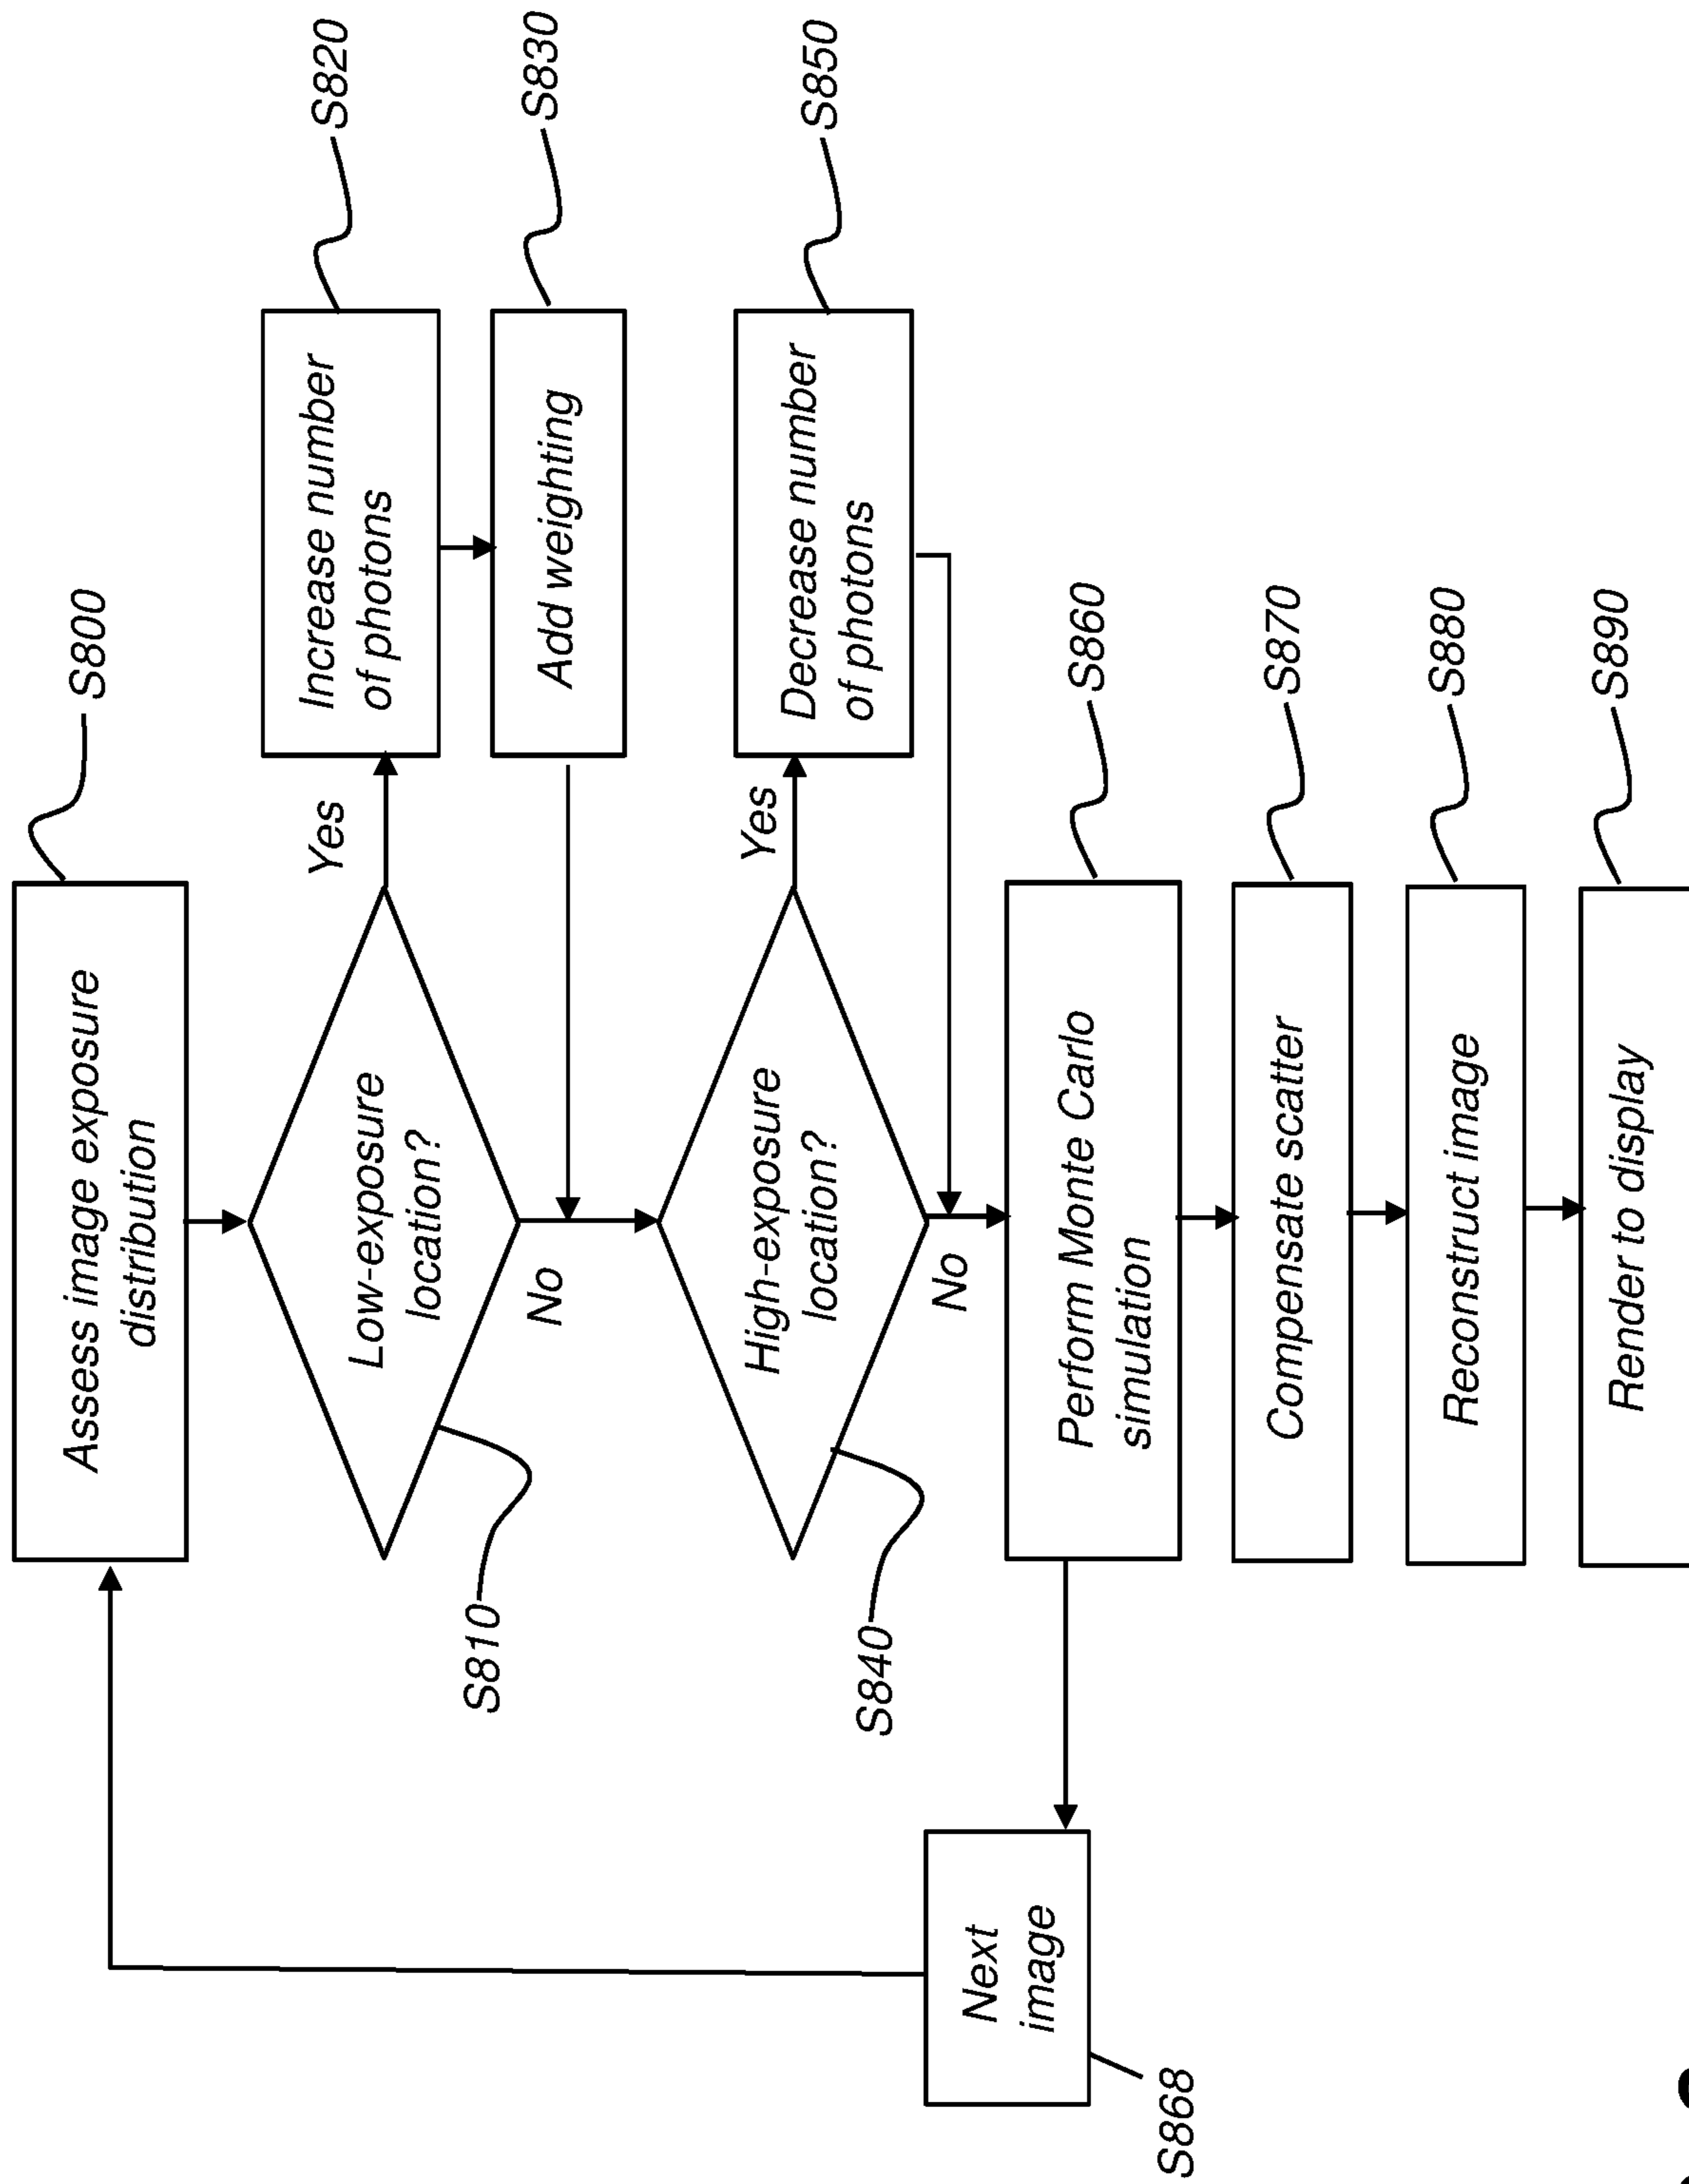 S800
Assess image exposure
distribution
Low-exposure
location?
S810
Yes
No
Increase number
of photons
S820
Add weighting
S830
High-exposure
location?
S840
Yes
No
Decrease number
of photons
S850
Perform Monte Carlo
simulation
S860
Next
image
S868
Compensate scatter
S870
Reconstruct image
S880
Render to display
S890